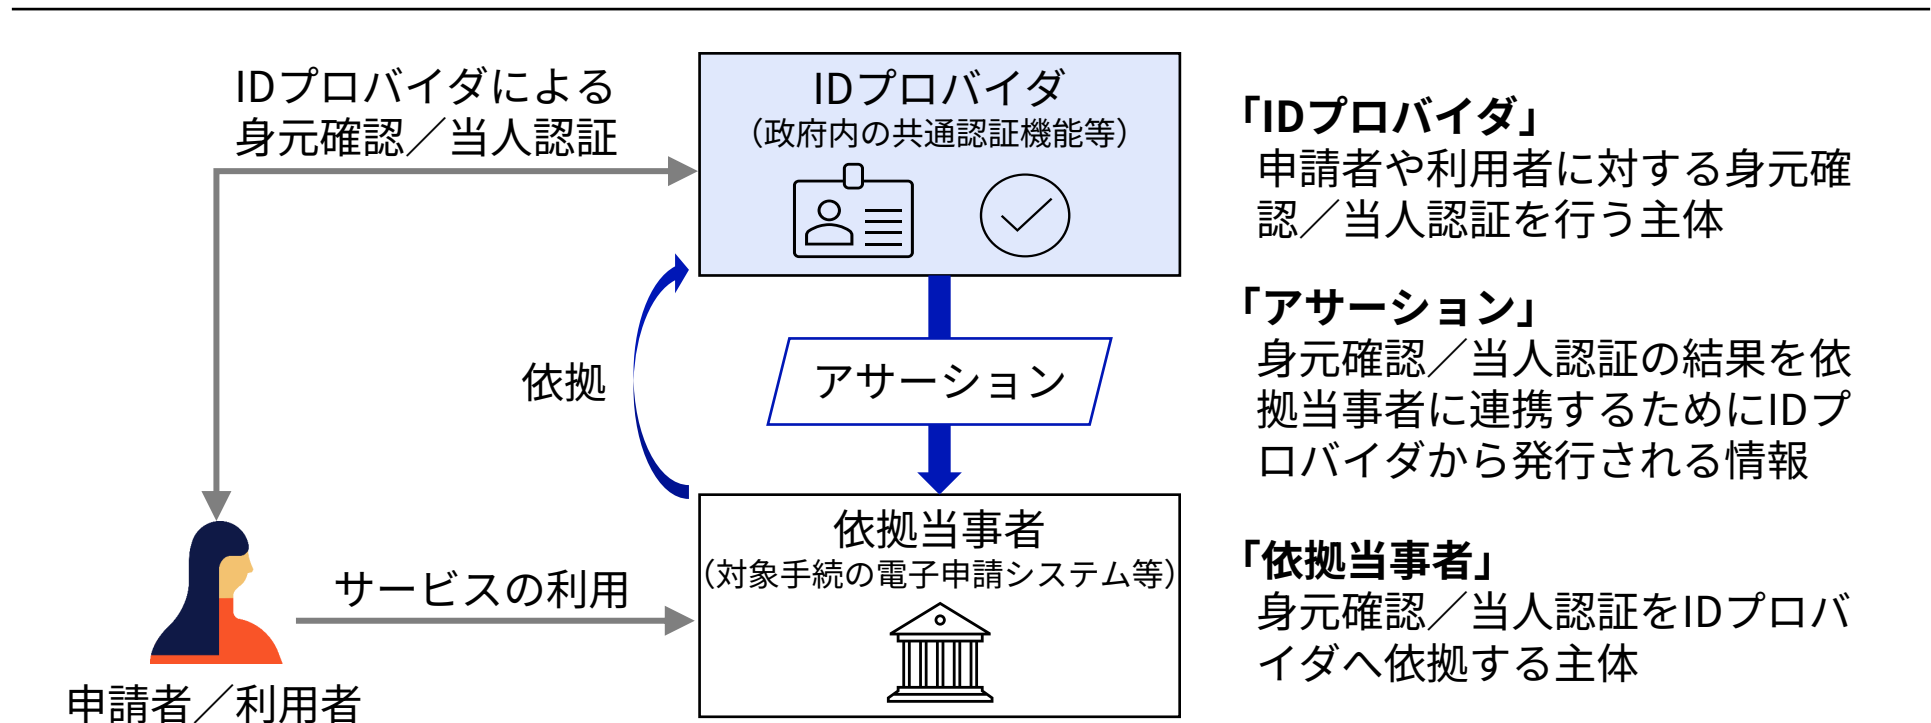 IDプロバイダによる
身元確認／当人認証
IDプロバイダ
（政府内の共通認証機能等）
依拠
アサーション
依拠当事者
（対象手続の電子申請システム等）
サービスの利用
申請者／利用者
「IDプロバイダ」
申請者や利用者に対する身元確
認／当人認証を行う主体
「アサーション」
身元確認／当人認証の結果を依
拠当事者に連携するためにIDプ
ロバイダから発行される情報
「依拠当事者」
身元確認／当人認証をIDプロバ
イダへ依拠する主体